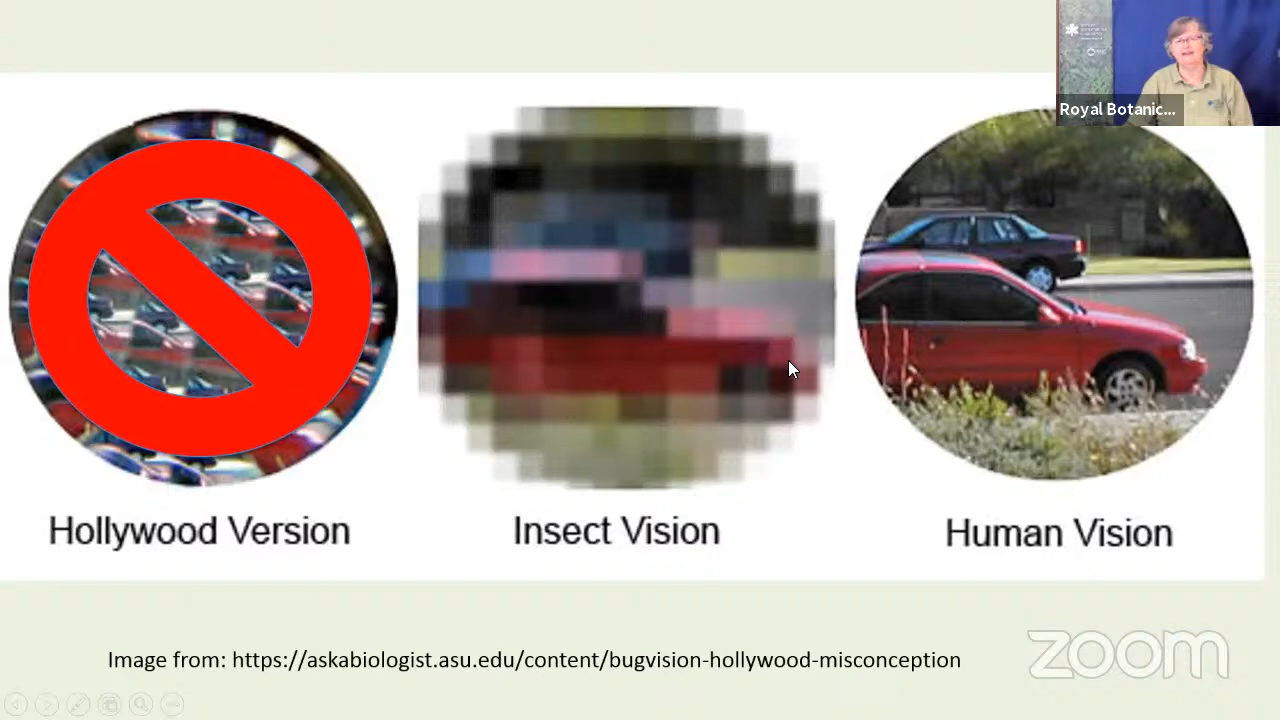 Royal Botanic...
Hollywood Version
Insect Vision
Human Vision
Image from: https://askabiologist.asu.edu/content/bugvision-hollywood-misconception
zoom